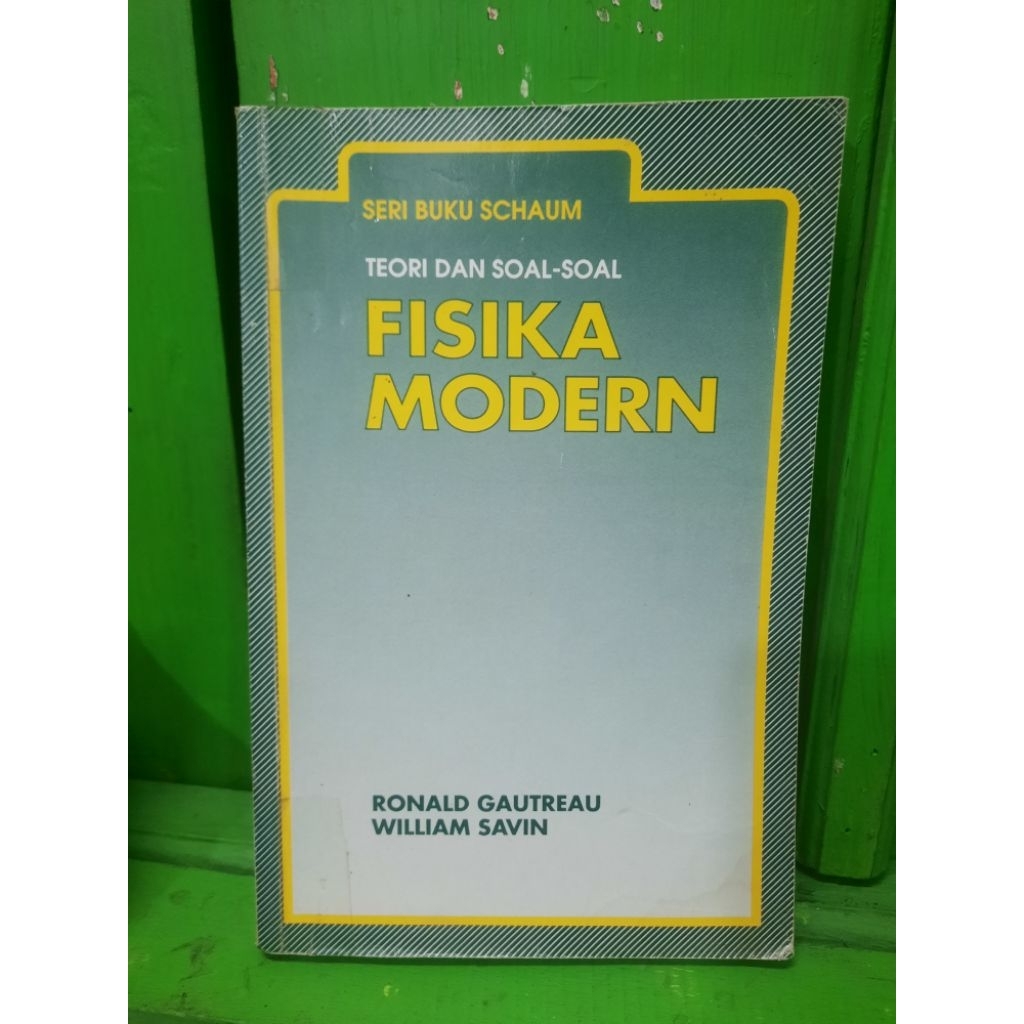 SERI BUKU SCHAUM
TEORI DAN SOAL-SOAL
FISIKA
MODERN
RONALD GAUTREAU
WILLIAM SAVIN